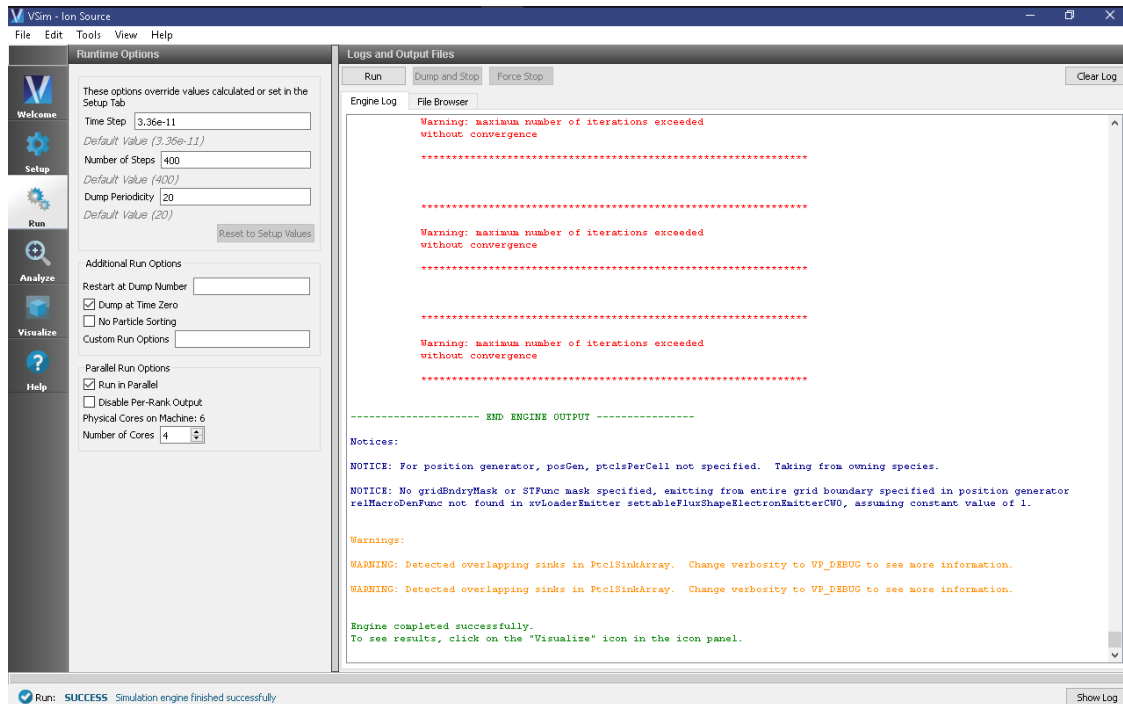 VSim - Ion Source
File Edit Tools View Help
Runtime Options
Logs and Output Files
Welcome
Setup
Run
Analyze
Visualize
Help
These options override values calculated or set in the
Setup Tab
Time Step 3.36e-11
Default Value (3.36e-11)
Number of Steps 400
Default Value (400)
Dump Periodicity 20
Default Value (20)
Reset to Setup Values
Additional Run Options
Restart at Dump Number
Dump at Time Zero
No Particle Sorting
Custom Run Options
Parallel Run Options
Run in Parallel
Disable Per-Rank Output
Physical Cores on Machine: 6
Number of Cores 4
Run Dump and Stop Force Stop Clear Log
Engine Log File Browser
Warning: maximum number of iterations exceeded
without convergence
***************************************************************
***************************************************************
Warning: maximum number of iterations exceeded
without convergence
***************************************************************
***************************************************************
Warning: maximum number of iterations exceeded
without convergence
***************************************************************
--------------------- END ENGINE OUTPUT ----------------
Notices:
NOTICE: For position generator, posGen, ptclsPerCell not specified. Taking from owning species.
NOTICE: No gridBndryMask or STFunc mask specified, emitting from entire grid boundary specified in position generator
relMacroDenFunc not found in xvLoaderEmitter settableFluxShapeElectronEmitterCWO, assuming constant value of 1.
Warnings:
WARNING: Detected overlapping sinks in PtclSinkArray. Change verbosity to VP_DEBUG to see more information.
WARNING: Detected overlapping sinks in PtclSinkArray. Change verbosity to VP_DEBUG to see more information.
Engine completed successfully.
To see results, click on the "Visualize" icon in the icon panel.
Run: SUCCESS Simulation engine finished successfully
Show Log